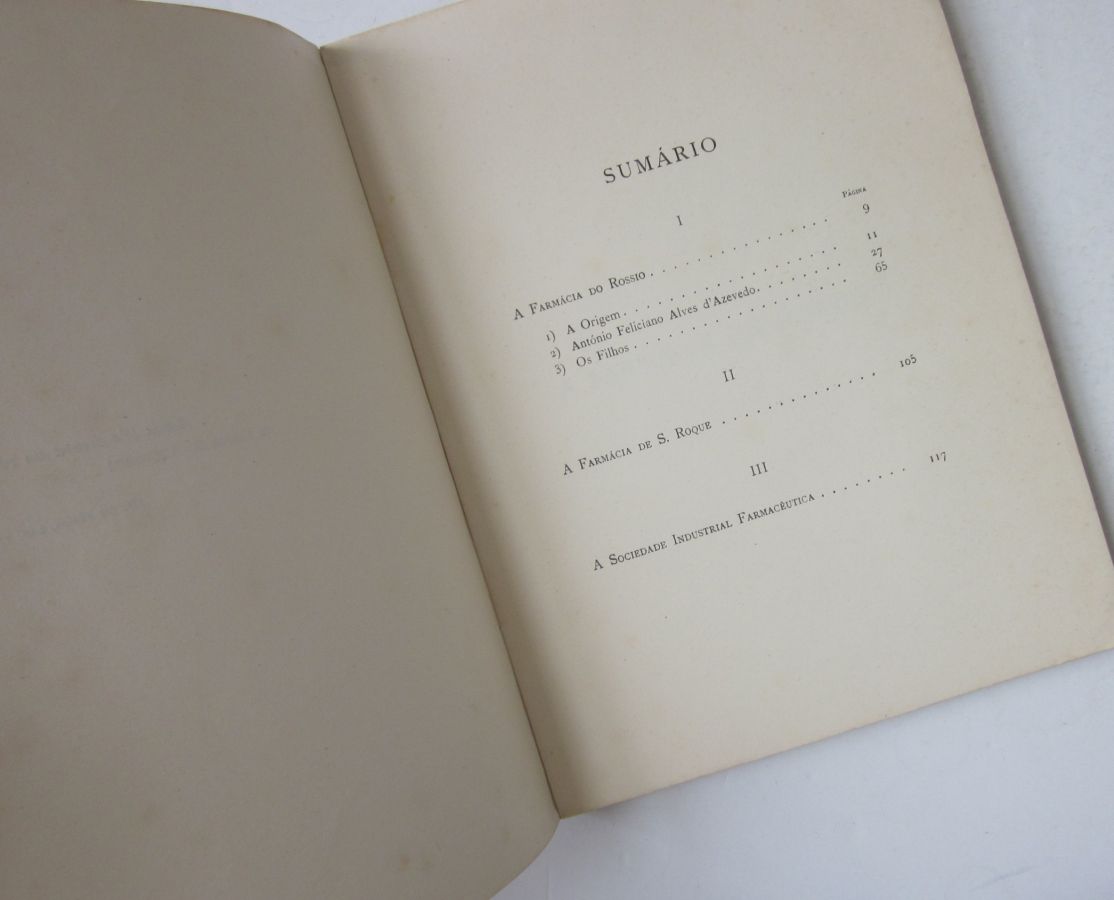 SUMÁRIO
Página
I
A Farmácia do Rossio . . . . . . . . . . . . . . . . . 9
1) A Origem . . . . . . . . . . . . . . . . . 11
2) António Feliciano Alves d'Azevedo . . . . . . . 27
3) Os Filhos . . . . . . . . . . . . . . . . . 65
II
A Farmácia de S. Roque . . . . . . . . . . . . 105
III
A Sociedade Industrial Farmacêutica . . . . . . . . 117